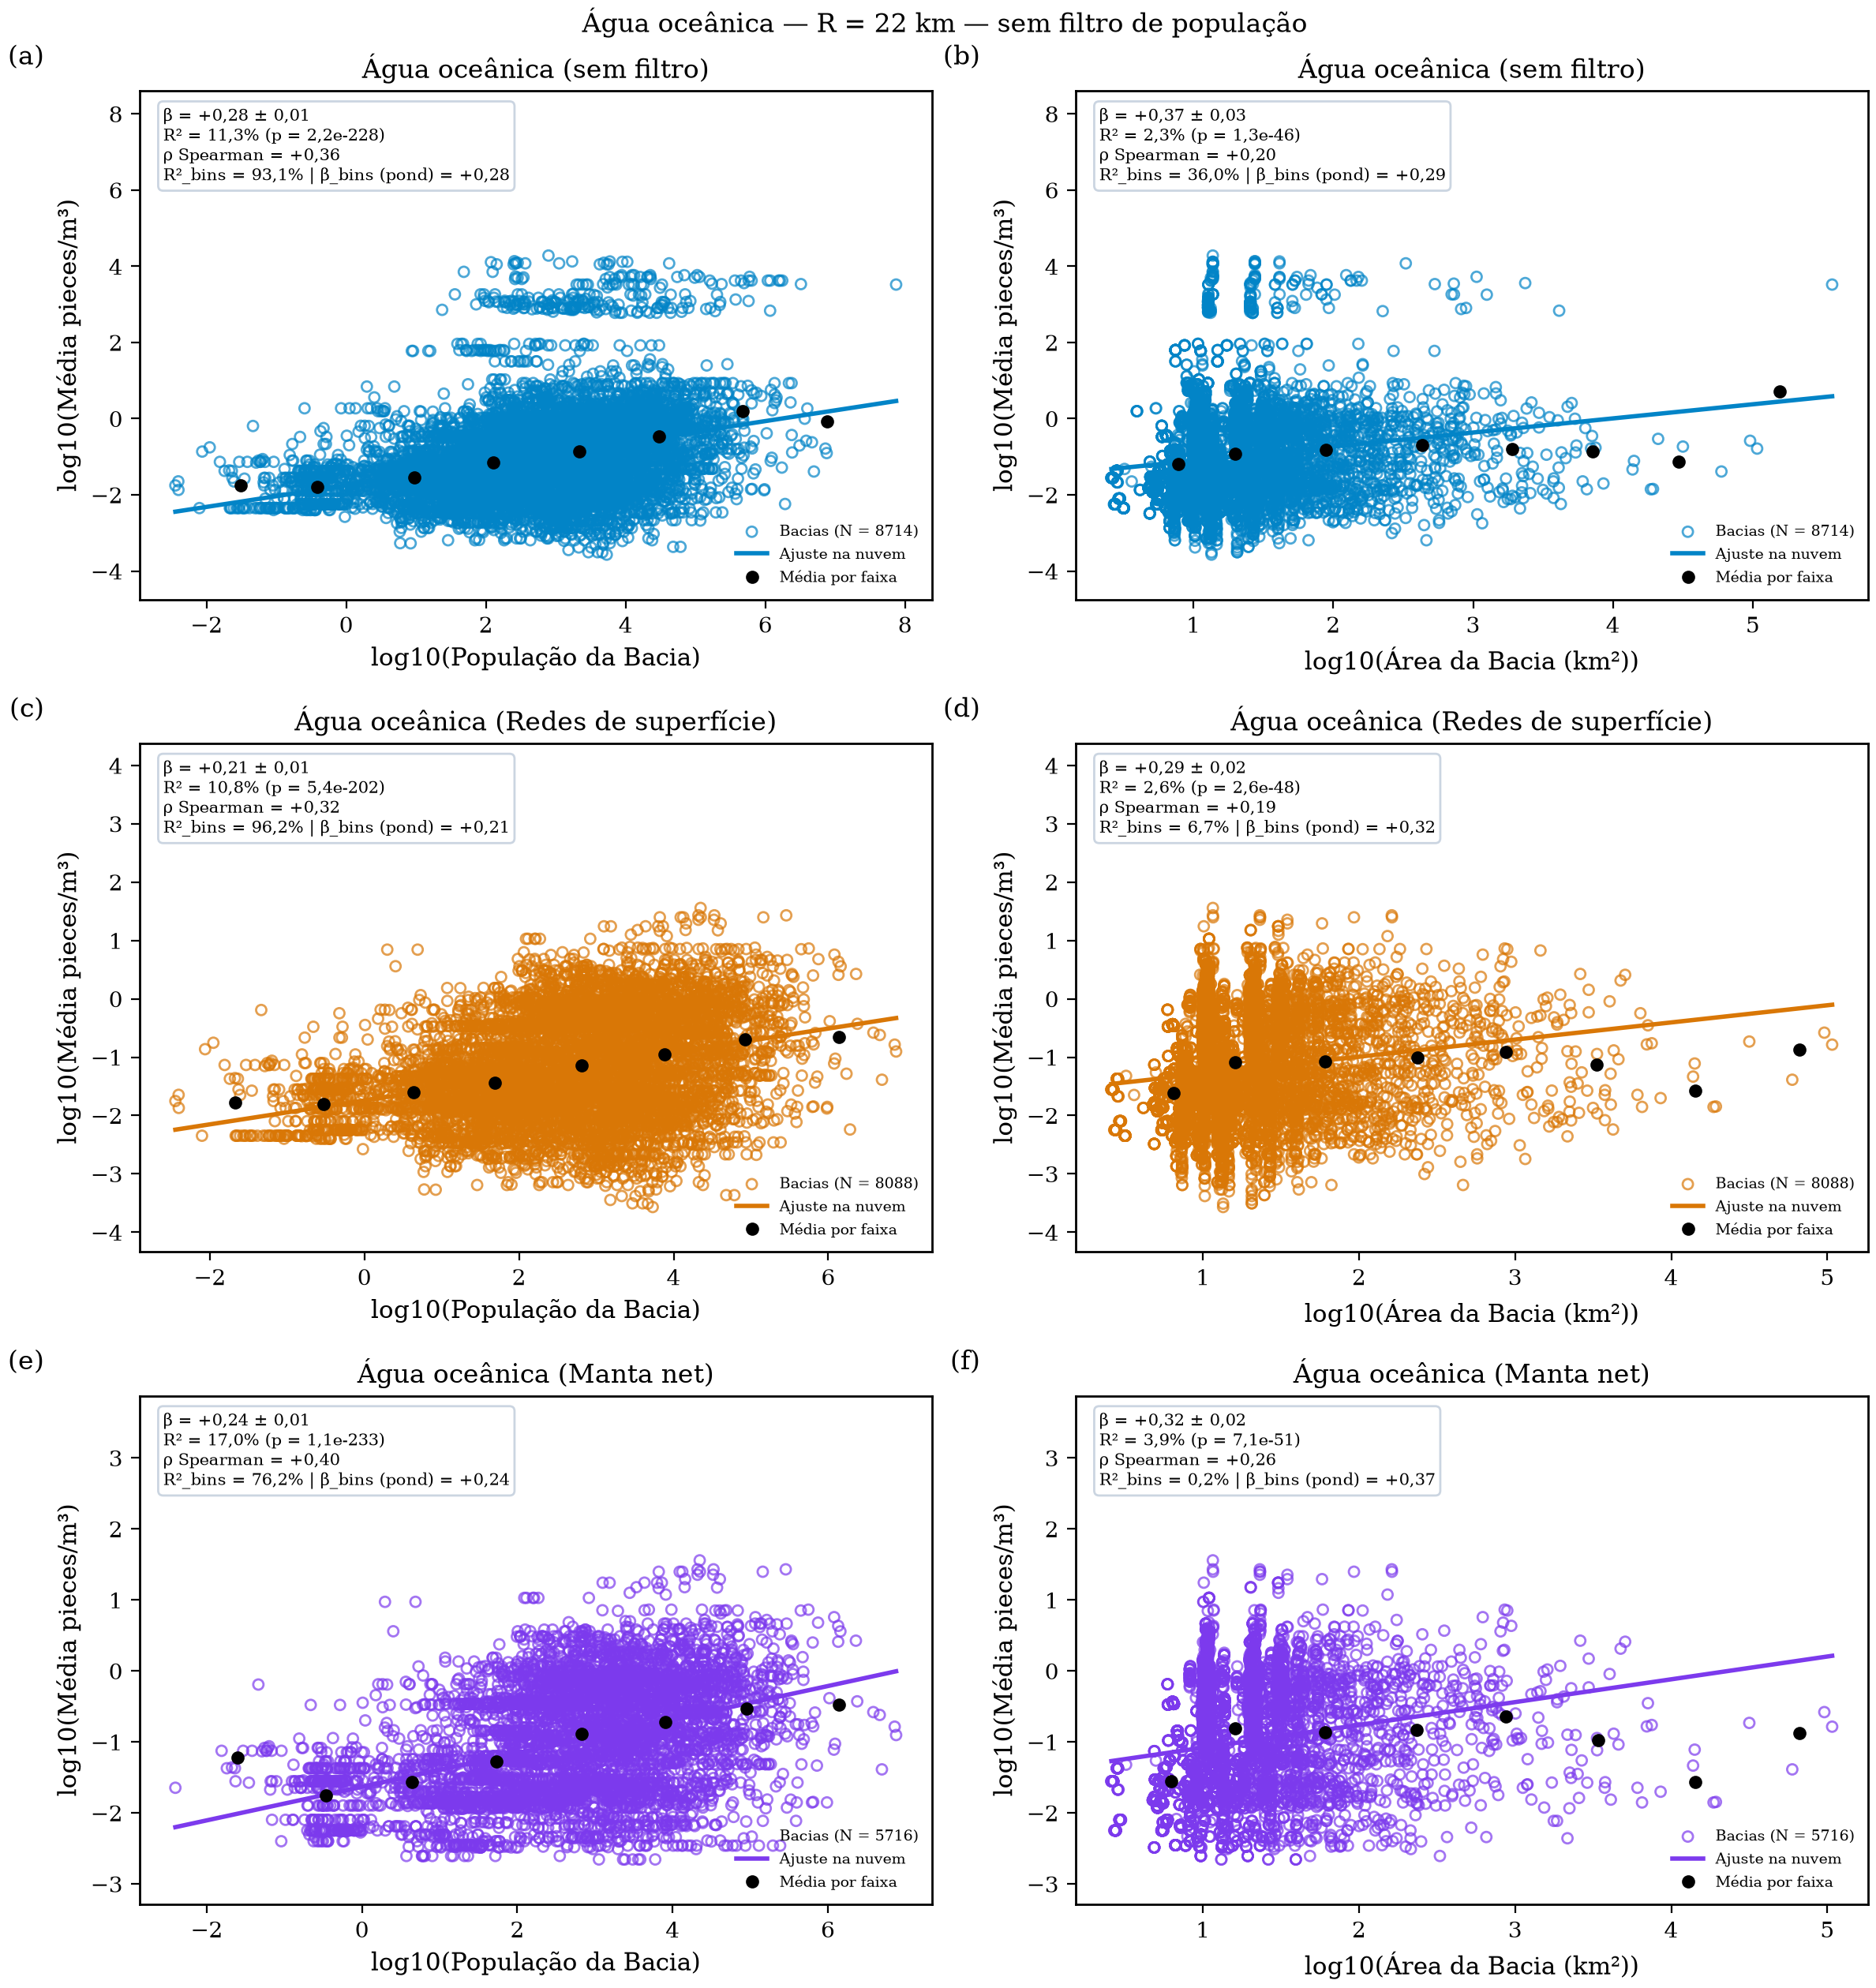 Água oceânica — R = 22 km — sem filtro de população
(a)
Água oceânica (sem filtro)
β = +0,28 ± 0,01
R² = 11,3% (p = 2,2e-228)
ρ Spearman = +0,36
R²_bins = 93,1% | β_bins (pond) = +0,28
8
6
4
2
0
−2
−4
log10(Média pieces/m³)
Bacias (N = 8714)
Ajuste na nuvem
Média por faixa
−2 0 2 4 6 8
log10(População da Bacia)
(b)
Água oceânica (sem filtro)
β = +0,37 ± 0,03
R² = 2,3% (p = 1,3e-46)
ρ Spearman = +0,20
R²_bins = 36,0% | β_bins (pond) = +0,29
8
6
4
2
0
−2
−4
log10(Média pieces/m³)
Bacias (N = 8714)
Ajuste na nuvem
Média por faixa
1 2 3 4 5
log10(Área da Bacia (km²))
(c)
Água oceânica (Redes de superfície)
β = +0,21 ± 0,01
R² = 10,8% (p = 5,4e-202)
ρ Spearman = +0,32
R²_bins = 96,2% | β_bins (pond) = +0,21
4
3
2
1
0
−1
−2
−3
−4
log10(Média pieces/m³)
Bacias (N = 8088)
Ajuste na nuvem
Média por faixa
−2 0 2 4 6
log10(População da Bacia)
(d)
Água oceânica (Redes de superfície)
β = +0,29 ± 0,02
R² = 2,6% (p = 2,6e-48)
ρ Spearman = +0,19
R²_bins = 6,7% | β_bins (pond) = +0,32
4
3
2
1
0
−1
−2
−3
−4
log10(Média pieces/m³)
Bacias (N = 8088)
Ajuste na nuvem
Média por faixa
1 2 3 4 5
log10(Área da Bacia (km²))
(e)
Água oceânica (Manta net)
β = +0,24 ± 0,01
R² = 17,0% (p = 1,1e-233)
ρ Spearman = +0,40
R²_bins = 76,2% | β_bins (pond) = +0,24
3
2
1
0
−1
−2
−3
log10(Média pieces/m³)
Bacias (N = 5716)
Ajuste na nuvem
Média por faixa
−2 0 2 4 6
log10(População da Bacia)
(f)
Água oceânica (Manta net)
β = +0,32 ± 0,02
R² = 3,9% (p = 7,1e-51)
ρ Spearman = +0,26
R²_bins = 0,2% | β_bins (pond) = +0,37
3
2
1
0
−1
−2
−3
log10(Média pieces/m³)
Bacias (N = 5716)
Ajuste na nuvem
Média por faixa
1 2 3 4 5
log10(Área da Bacia (km²))